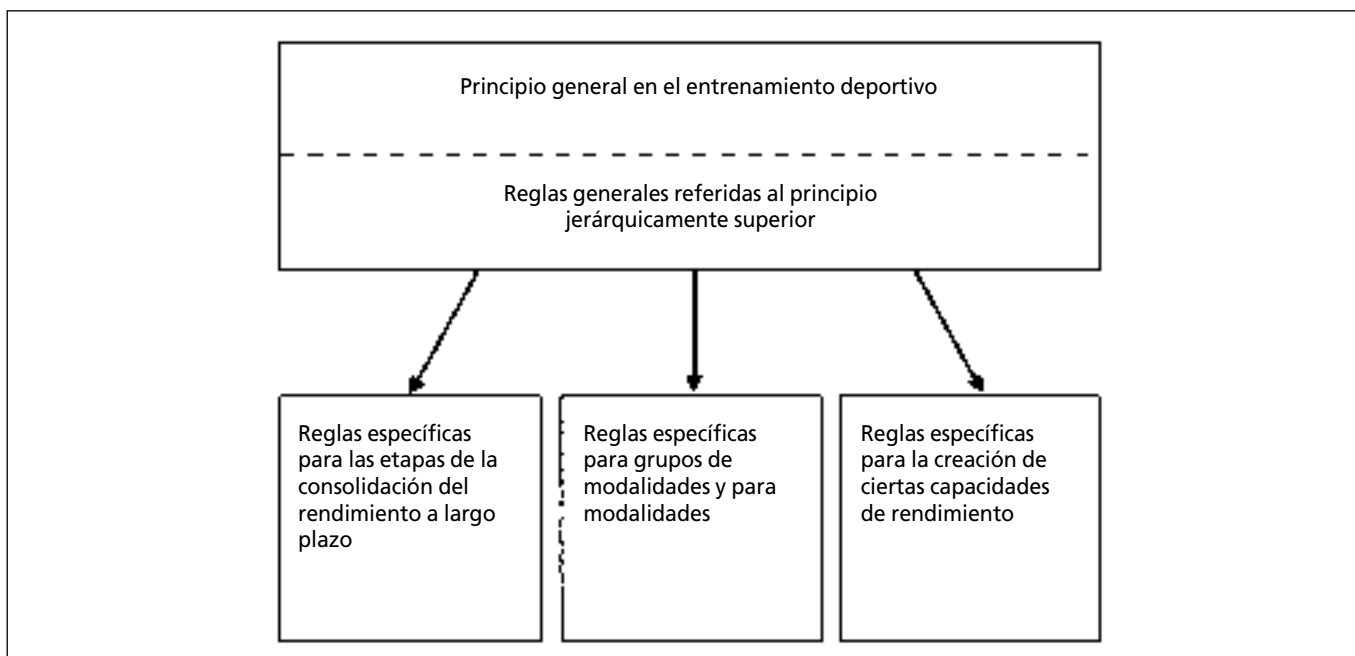 Principio general en el entrenamiento deportivo
Reglas generales referidas al principio
jerárquicamente superior
Reglas específicas
para las etapas de la
consolidación del
rendimiento a largo
plazo
Reglas específicas
para grupos de
modalidades y para
modalidades
Reglas específicas
para la creación de
ciertas capacidades
de rendimiento